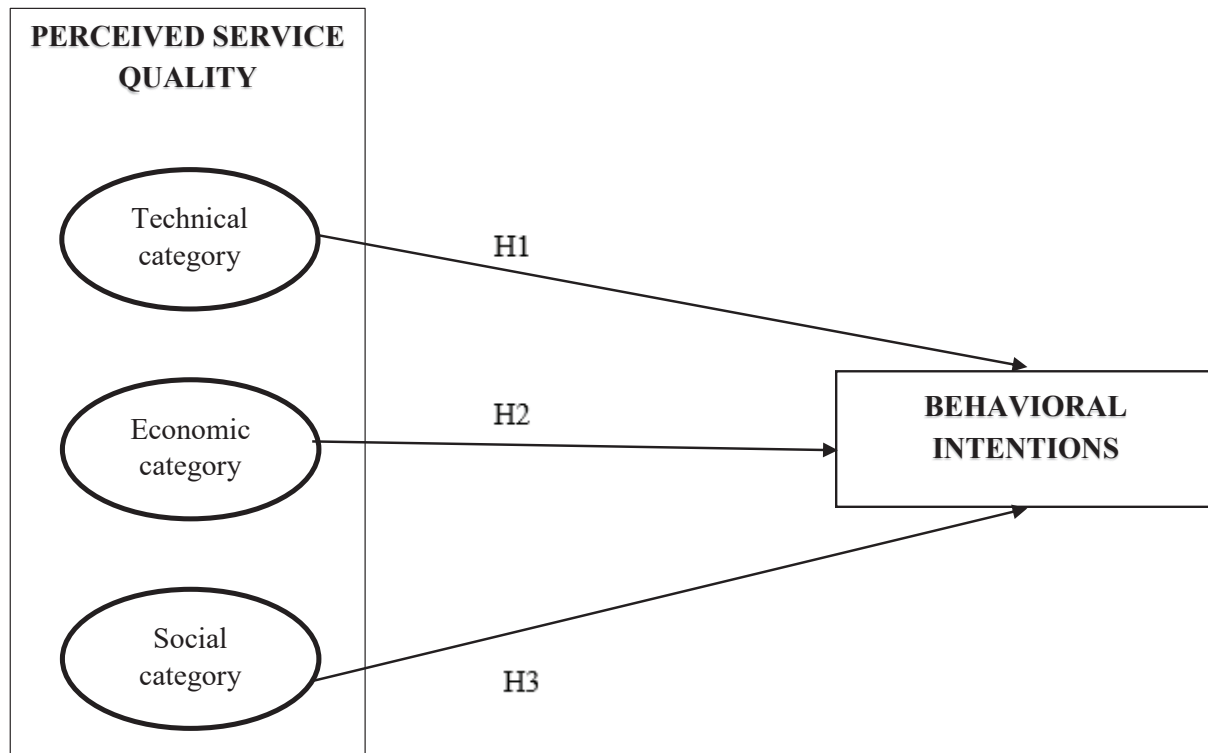 PERCEIVED SERVICE
QUALITY
Technical
category
H1
Economic
category
H2
BEHAVIORAL
INTENTIONS
Social
category
H3